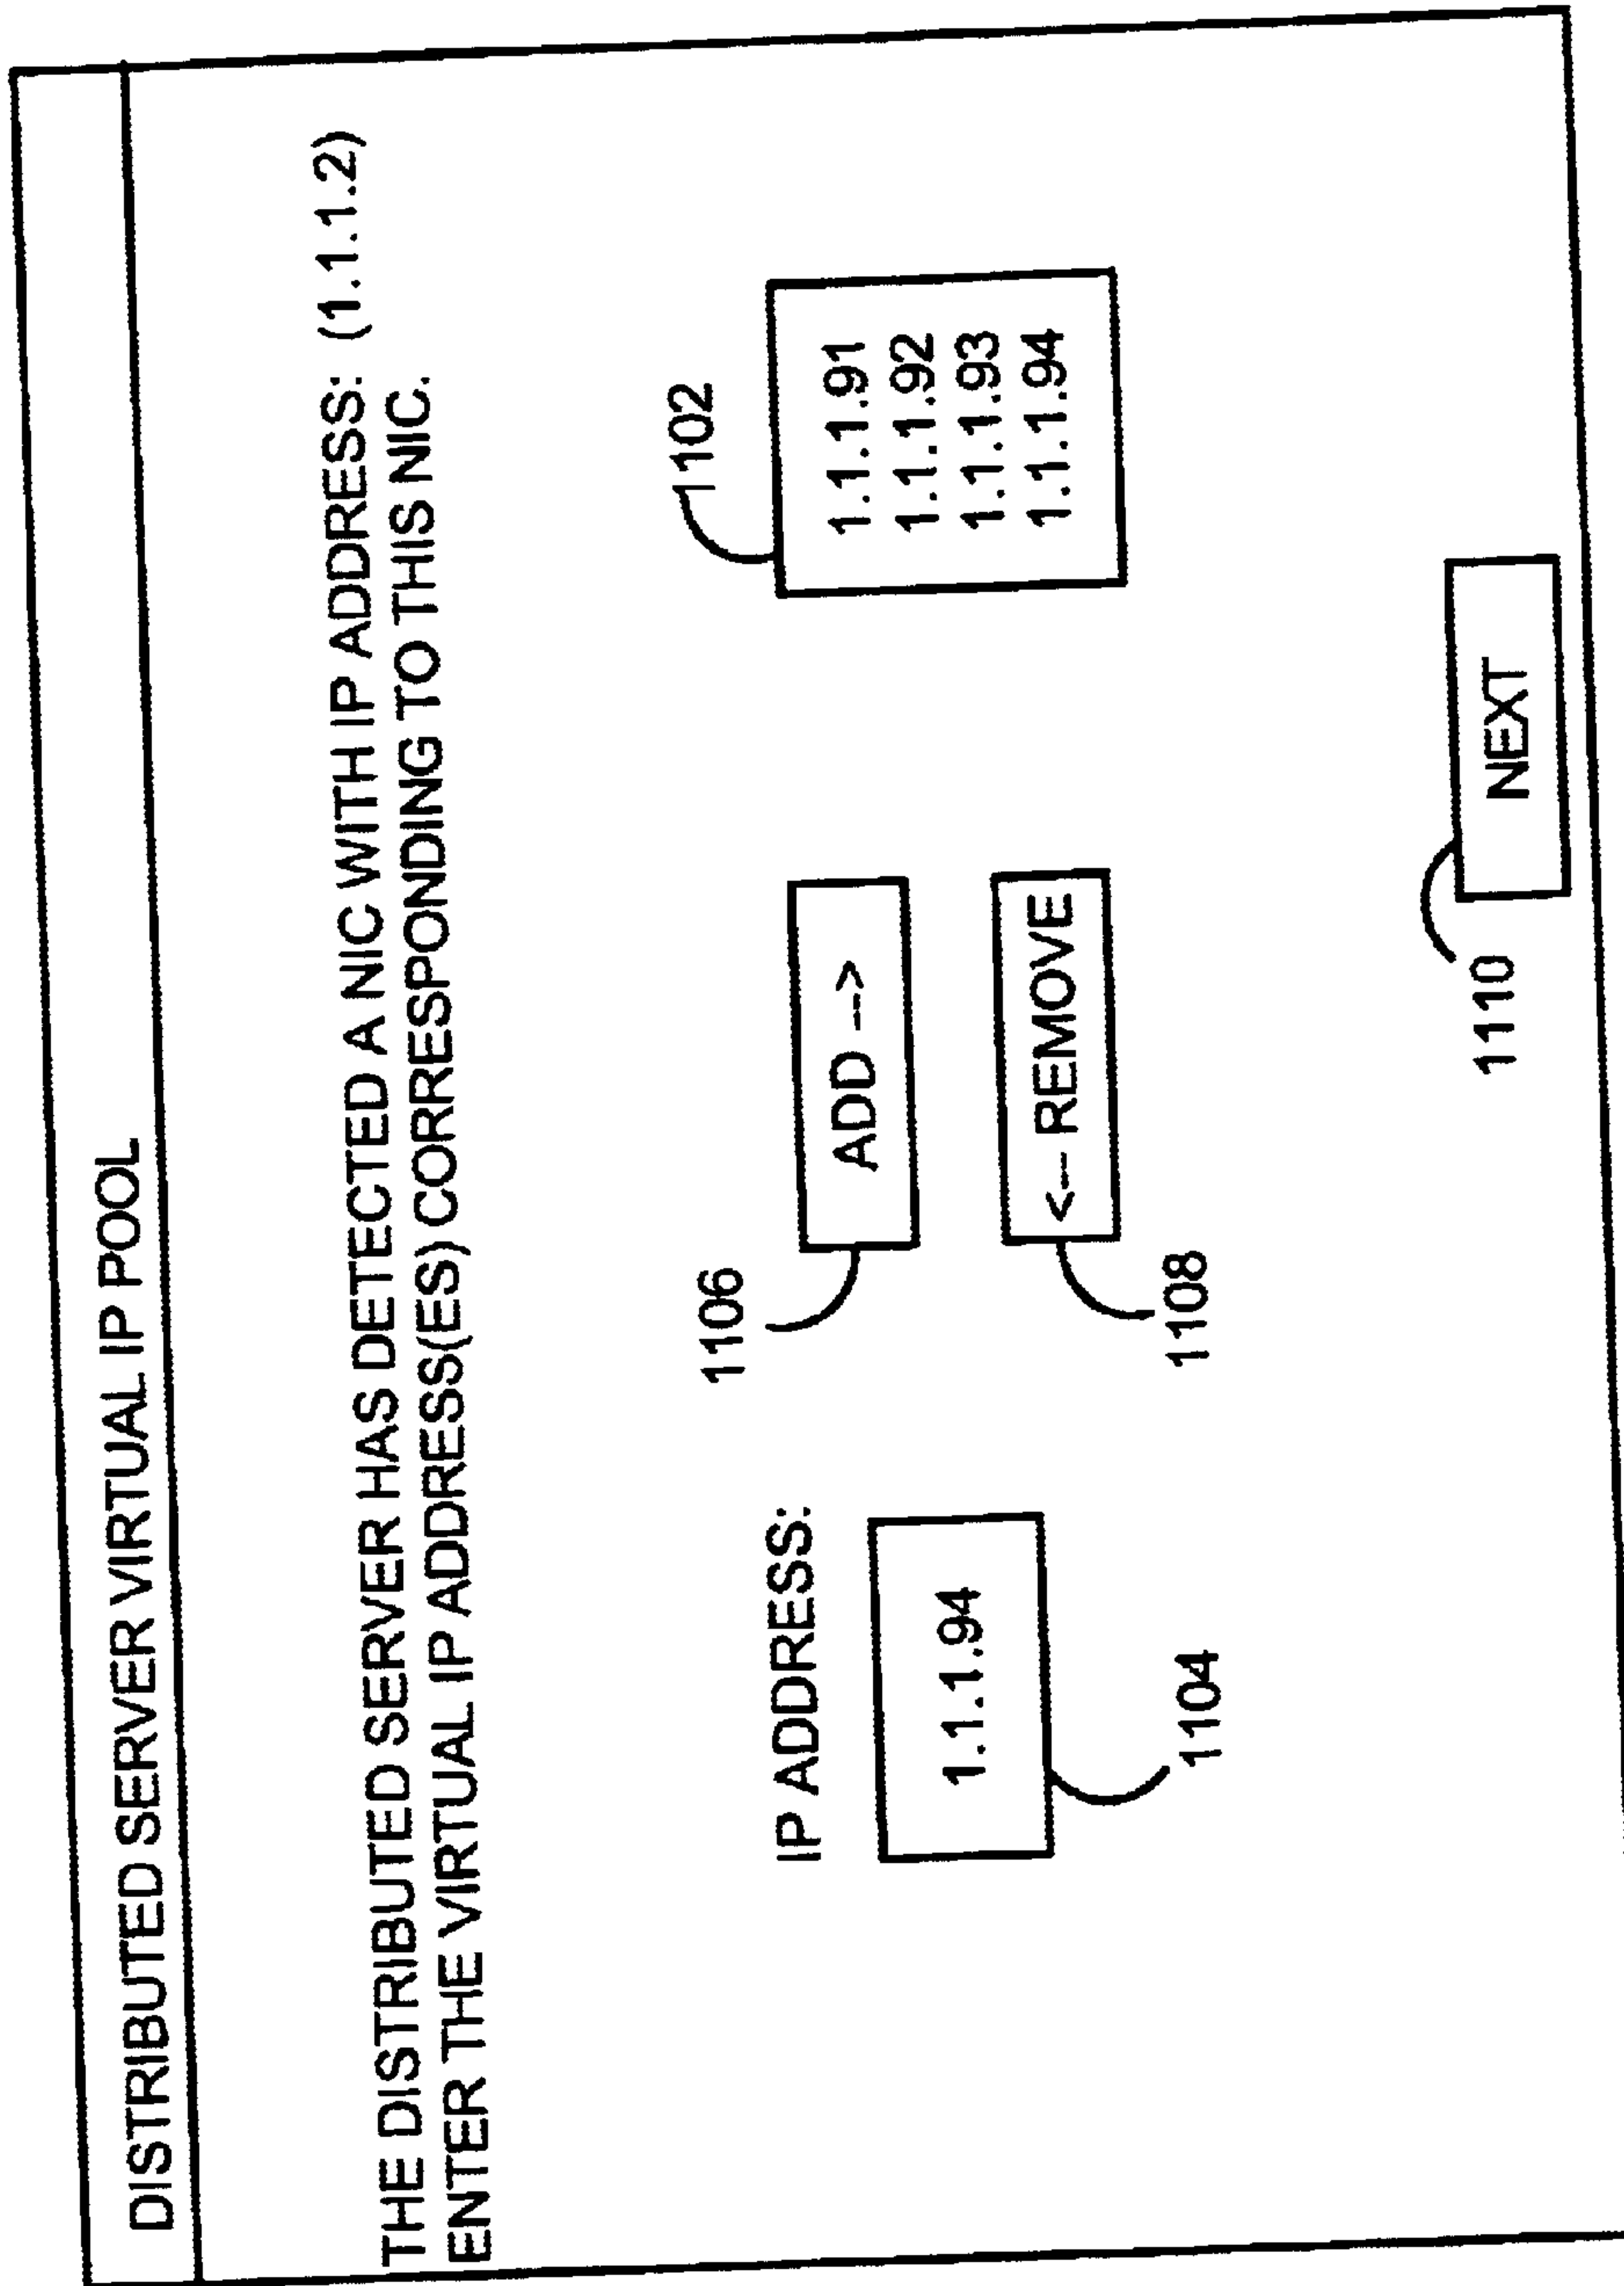 DISTRIBUTED SERVER VIRTUAL IP POOL
THE DISTRIBUTED SERVER HAS DETECTED A NIC WITH IP ADDRESS: (1.1.1.2)
ENTER THE VIRTUAL IP ADDRESS(ES) CORRESPONDING TO THIS NIC.
IP ADDRESS:
1.1.1.94
1104
1106
ADD -->
<-- REMOVE
1108
1102
1.1.1.91
1.1.1.92
1.1.1.93
1.1.1.94
1110
NEXT